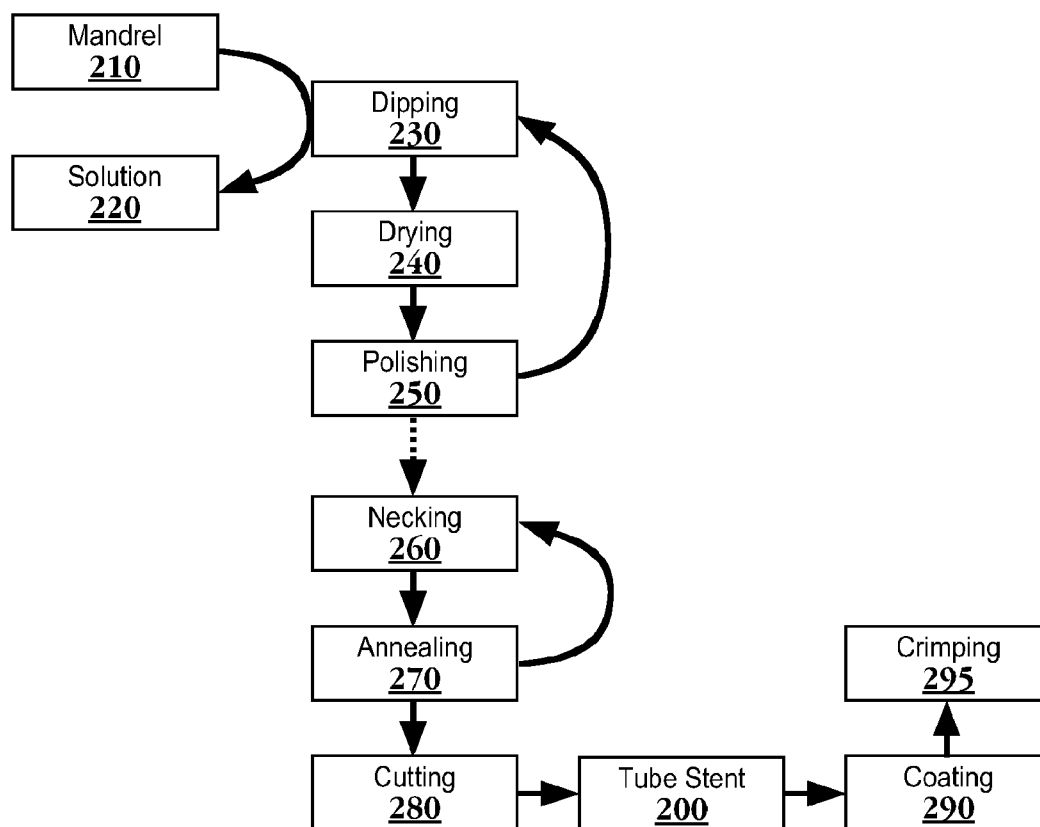 Mandrel
210
Solution
220
Dipping
230
Drying
240
Polishing
250
Necking
260
Annealing
270
Cutting
280
Tube Stent
200
Coating
290
Crimping
295